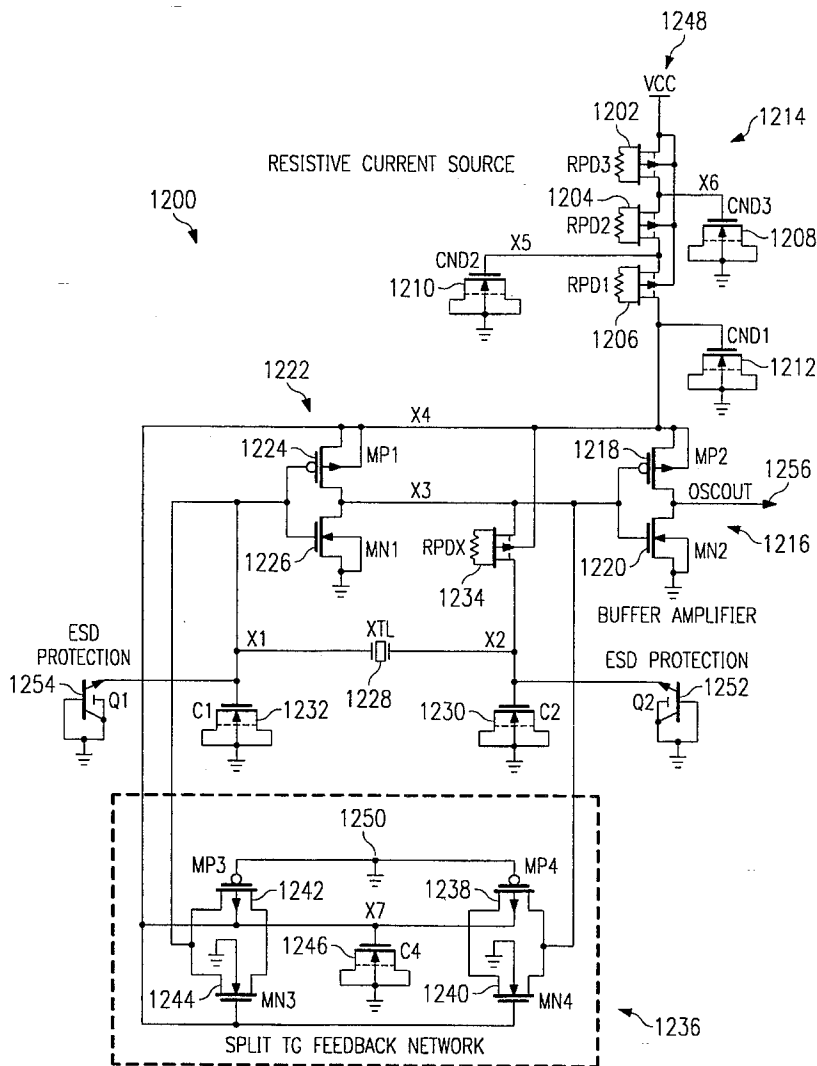 1248
VCC
1202
1214
RESISTIVE CURRENT SOURCE
RPD3
X6
1200
1204
CND3
RPD2
1208
X5
CND2
1210
RPD1
1206
CND1
1212
1222
X4
1224
MP1
1218
MP2
1256
X3
OSCOUT
1226
MN1
RPDX
1234
1220
MN2
1216
BUFFER AMPLIFIER
ESD
PROTECTION
X1
XTL
X2
ESD PROTECTION
1254
1228
1252
Q1
C1
1232
1230
C2
Q2
1250
MP3
MP4
1242
1238
X7
1246
C4
1244
MN3
1240
MN4
1236
SPLIT TG FEEDBACK NETWORK